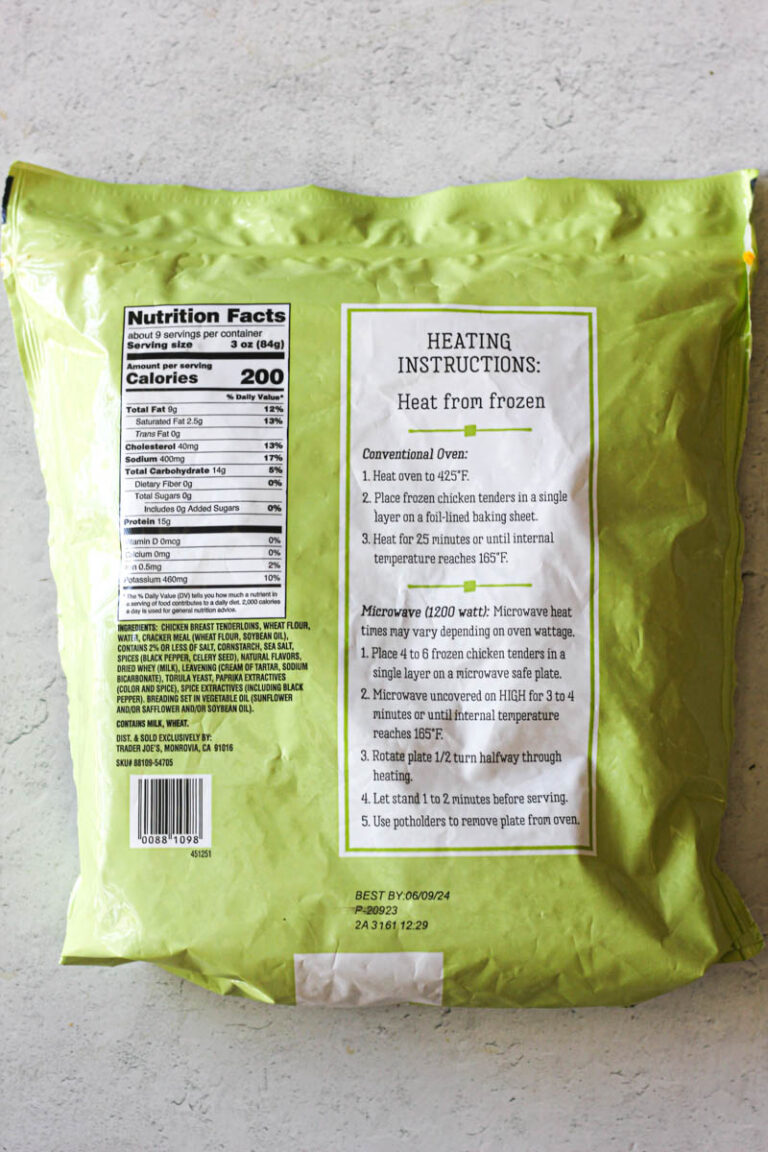 Nutrition Facts
about 9 servings per container
Serving size 3 oz (84g)
Amount per serving
Calories 200
% Daily Value*
Total Fat 9g 12%
Saturated Fat 2.5g 13%
Trans Fat 0g
Cholesterol 40mg 13%
Sodium 400mg 17%
Total Carbohydrate 14g 5%
Dietary Fiber 0g 0%
Total Sugars 0g
Includes 0g Added Sugars 0%
Protein 15g
Vitamin D 0mcg 0%
Calcium 0mg 0%
Iron 0.5mg 2%
Potassium 460mg 10%
* The % Daily Value (DV) tells you how much a nutrient in
a serving of food contributes to a daily diet. 2,000 calories
a day is used for general nutrition advice.
INGREDIENTS: CHICKEN BREAST TENDERLOINS, WHEAT FLOUR,
WATER, CRACKER MEAL (WHEAT FLOUR, SOYBEAN OIL),
CONTAINS 2% OR LESS OF SALT, CORNSTARCH, SEA SALT,
SPICES (BLACK PEPPER, CELERY SEED), NATURAL FLAVORS,
DRIED WHEY (MILK), LEAVENING (CREAM OF TARTAR, SODIUM
BICARBONATE), TORULA YEAST, PAPRIKA EXTRACTIVES
(COLOR AND SPICE), SPICE EXTRACTIVES (INCLUDING BLACK
PEPPER). BREADING SET IN VEGETABLE OIL (SUNFLOWER
AND/OR SAFFLOWER AND/OR SOYBEAN OIL).
CONTAINS MILK, WHEAT.
DIST. & SOLD EXCLUSIVELY BY:
TRADER JOE'S, MONROVIA, CA 91016
SKU# 88109-54705
0088 1098
451251
HEATING
INSTRUCTIONS:
Heat from frozen
Conventional Oven:
1. Heat oven to 425°F.
2. Place frozen chicken tenders in a single
layer on a foil-lined baking sheet.
3. Heat for 25 minutes or until internal
temperature reaches 165°F.
Microwave (1200 watt): Microwave heat
times may vary depending on oven wattage.
1. Place 4 to 6 frozen chicken tenders in a
single layer on a microwave safe plate.
2. Microwave uncovered on HIGH for 3 to 4
minutes or until internal temperature
reaches 165°F.
3. Rotate plate 1/2 turn halfway through
heating.
4. Let stand 1 to 2 minutes before serving.
5. Use potholders to remove plate from oven.
BEST BY:06/09/24
P-20923
2A 3161 12:29